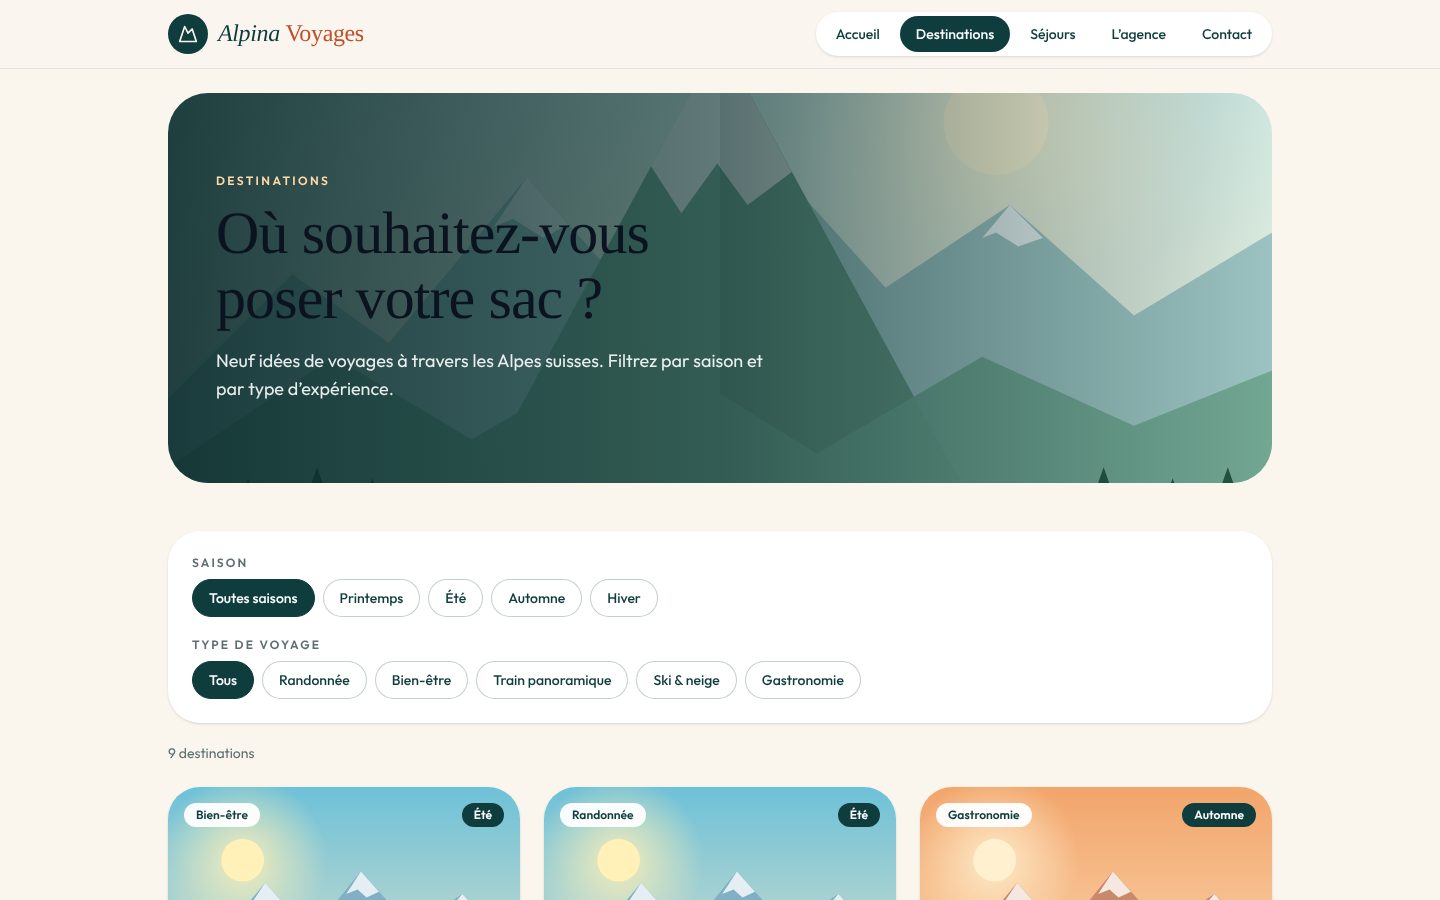 Alpina Voyages
Accueil
Destinations
Séjours
L’agence
Contact
DESTINATIONS
Où souhaitez-vous
poser votre sac ?
Neuf idées de voyages à travers les Alpes suisses. Filtrez par saison et
par type d’expérience.
SAISON
Toutes saisons
Printemps
Été
Automne
Hiver
TYPE DE VOYAGE
Tous
Randonnée
Bien-être
Train panoramique
Ski & neige
Gastronomie
9 destinations
Bien-être
Été
Randonnée
Été
Gastronomie
Automne